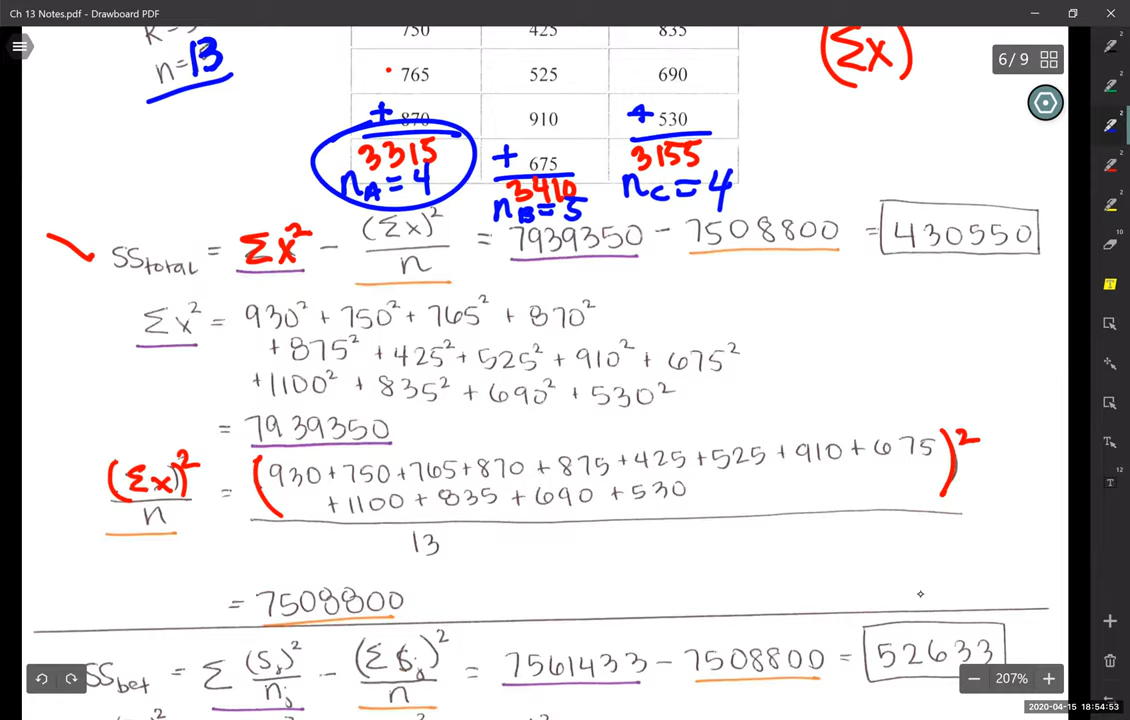 Ch 13 Notes.pdf - Drawboard PDF
n=13
750 425 835
765 525 690
870 910 530
675
(Σx)
6 / 9
+ + +
3315 3410 3155
nA=4 nB=5 nC=4
SStotal = Σx² - (Σx)²/n = 7939350 - 7508800 = 430550
Σx² = 930² + 750² + 765² + 870²
+ 875² + 425² + 525² + 910² + 675²
+ 1100² + 835² + 690² + 530²
= 7939350
(Σx)²/n = (930+750+765+870+875+425+525+910+675
+1100+835+690+530)²
13
= 7508800
SSbet = Σ (Sj)²/nj - (ΣSj)²/n = 7561433 - 7508800 = 52633
207%
2020-04-15 18:54:53